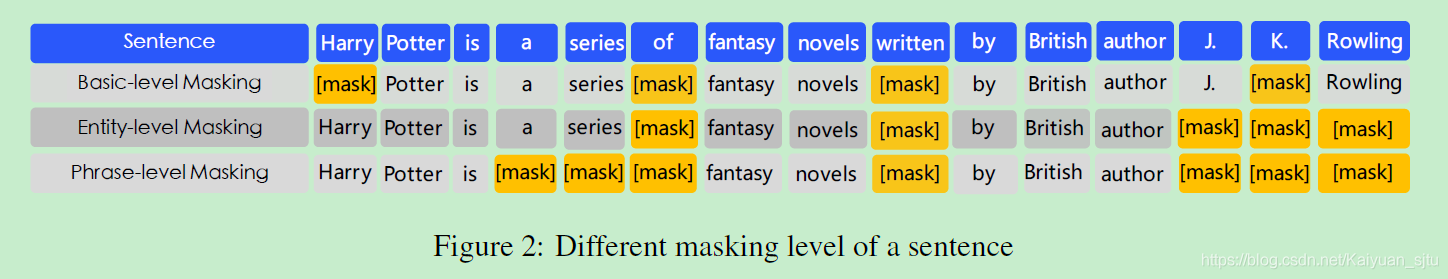 Sentence Harry Potter is a series of fantasy novels written by British author J. K. Rowling
Basic-level Masking [mask] Potter is a series [mask] fantasy novels [mask] by British author J. [mask] Rowling
Entity-level Masking Harry Potter is a series [mask] fantasy novels [mask] by British author [mask] [mask] [mask]
Phrase-level Masking Harry Potter is [mask] [mask] [mask] fantasy novels [mask] by British author [mask] [mask] [mask]
Figure 2: Different masking level of a sentence
https://blog.csdn.net/Kaiyuan_sjtu